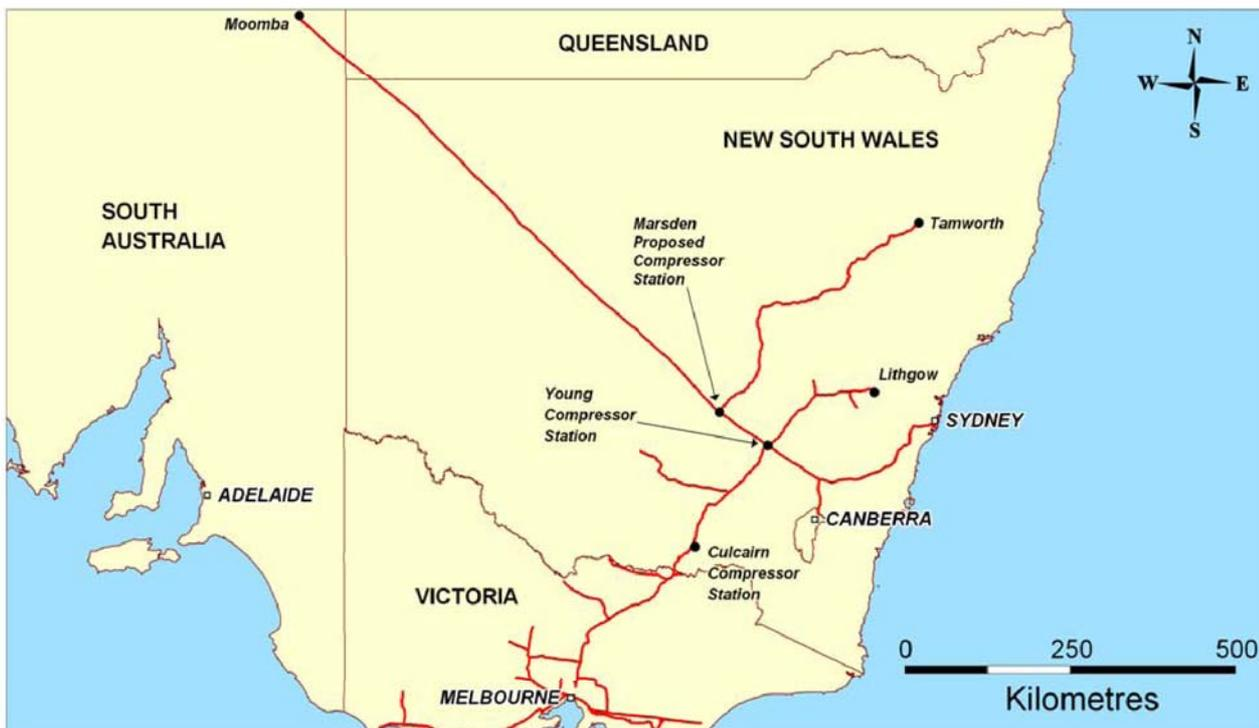 Moomba
QUEENSLAND
N
W E
S
NEW SOUTH WALES
SOUTH
AUSTRALIA
Marsden
Proposed
Compressor
Station
Tamworth
Lithgow
Young
Compressor
Station
SYDNEY
ADELAIDE
CANBERRA
Culcairn
Compressor
Station
VICTORIA
0 250 500
Kilometres
MELBOURNE